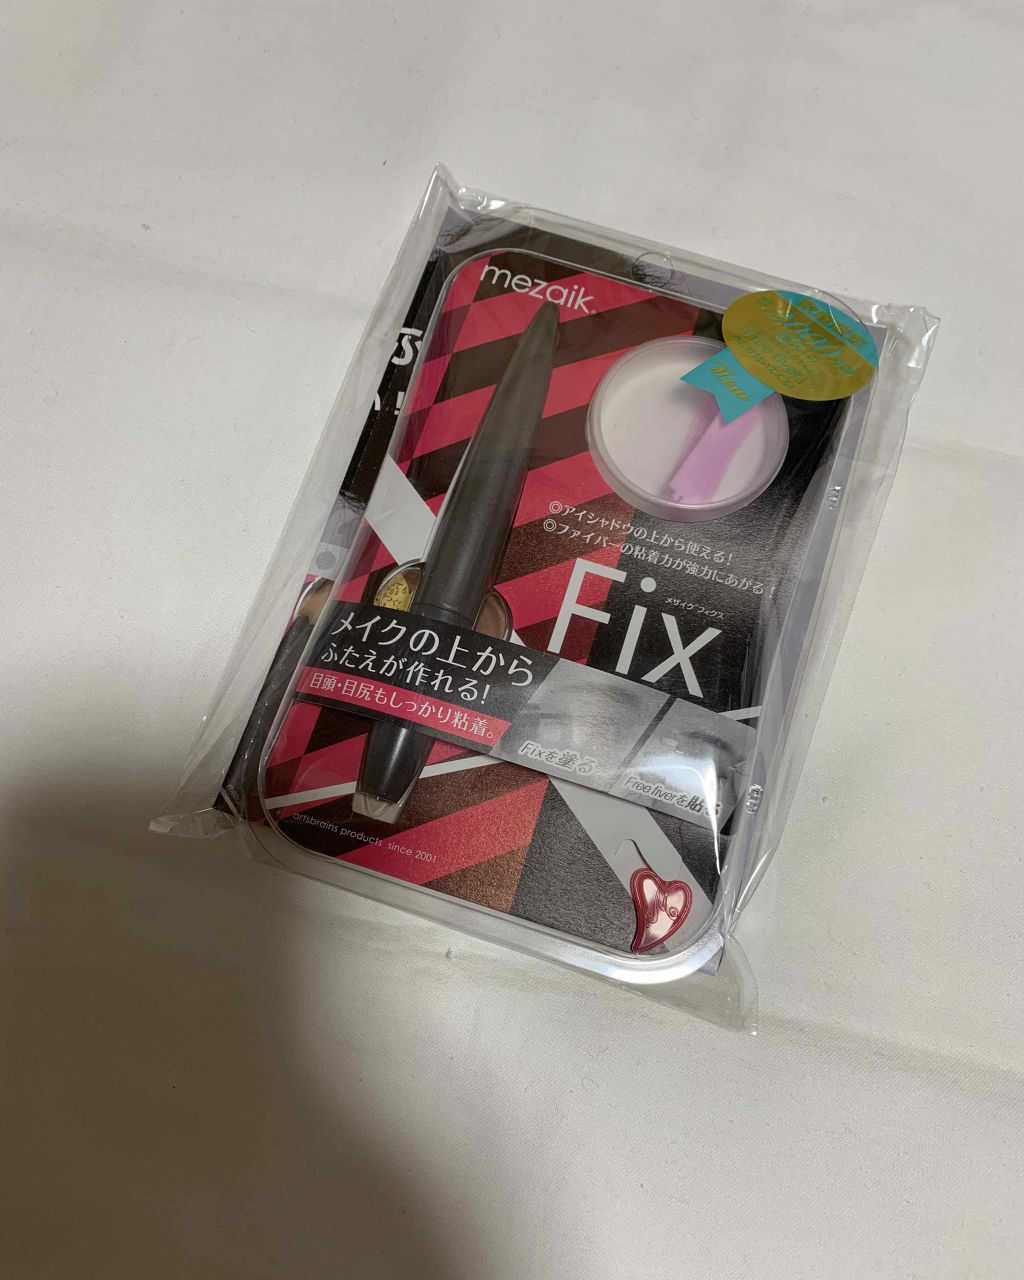 mezaik.
New
◎アイシャドウの上から使える!
◎ファイバーの粘着力が強力にあがる!
Fix
メザイク フィクス
メイクの上から
ふたえが作れる!
目頭・目尻もしっかり粘着。
Fixを塗る
Free fiverを貼る
artsbrains products since 2001